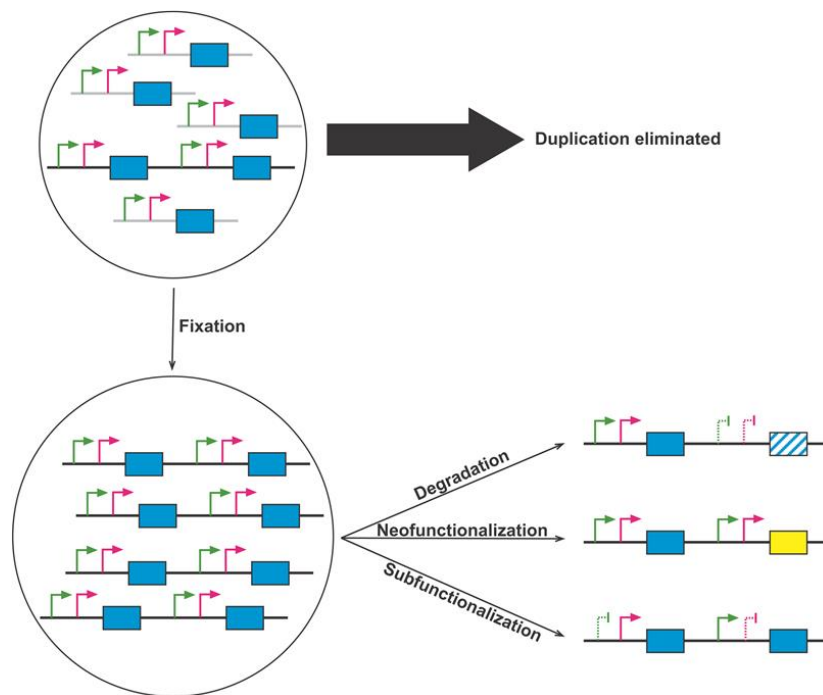 Duplication eliminated
Fixation
Degradation
Neofunctionalization
Subfunctionalization